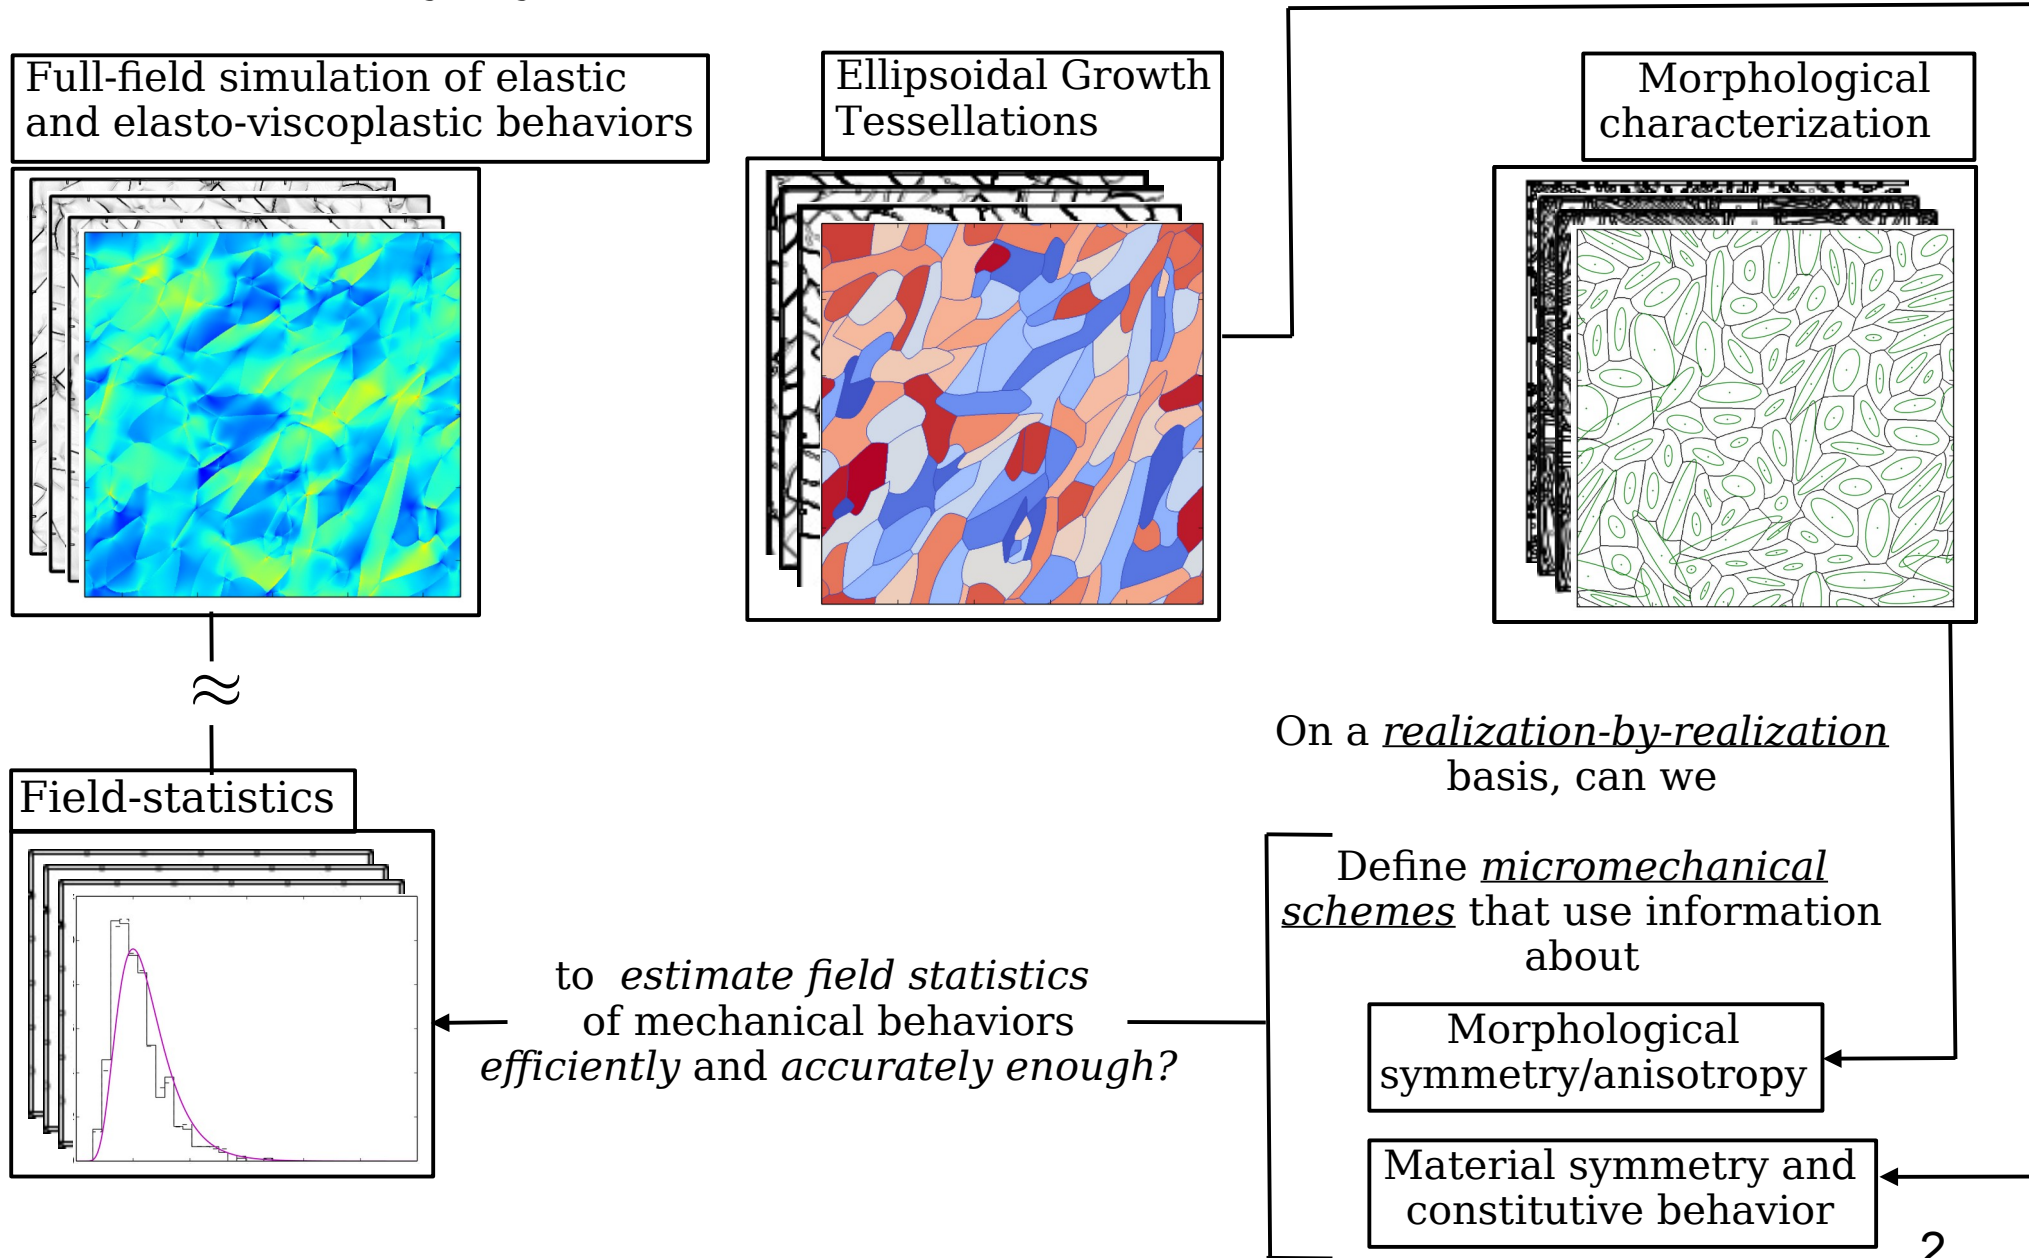 Full-field simulation of elastic
and elasto-viscoplastic behaviors
Ellipsoidal Growth
Tessellations
Morphological
characterization
≈
On a realization-by-realization
basis, can we
Field-statistics
Define micromechanical
schemes that use information
about
to estimate field statistics
of mechanical behaviors
efficiently and accurately enough?
Morphological
symmetry/anisotropy
Material symmetry and
constitutive behavior
2